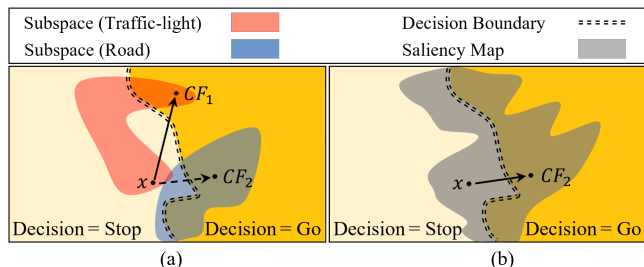 Subspace (Traffic-light)
Decision Boundary
Subspace (Road)
Saliency Map
CF₁
x
CF₂
Decision = Stop
Decision = Go
x
CF₂
Decision = Stop
Decision = Go
(a)
(b)